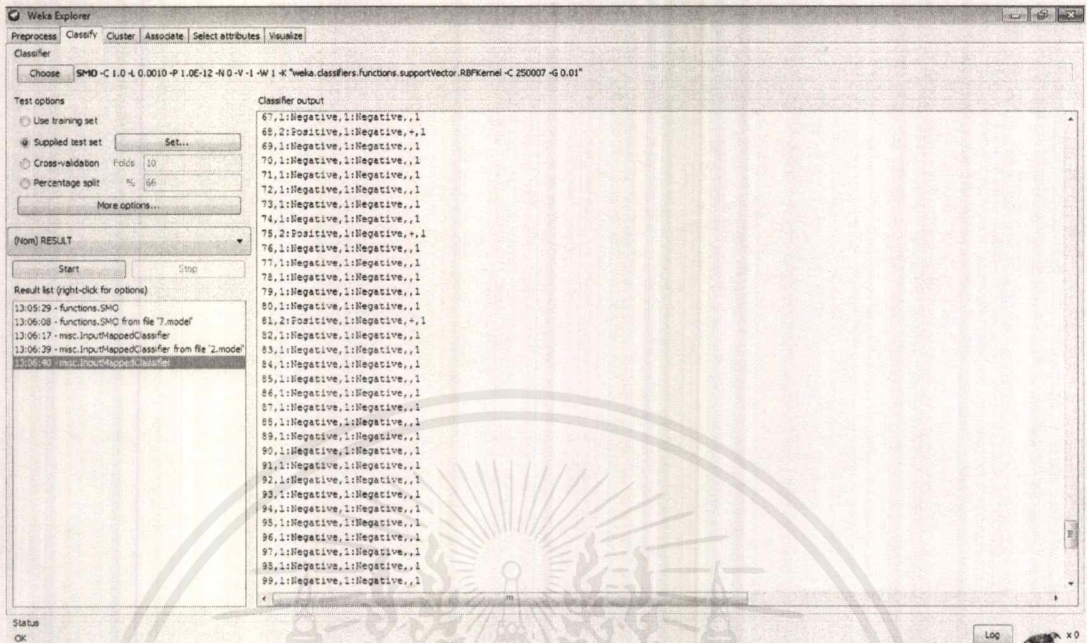 Weka Explorer
Preprocess Classify Cluster Associate Select attributes Visualize
Classifier
Choose SMO -C 1.0 -L 0.0010 -P 1.0E-12 -N 0 -V -1 -W 1 -K "weka.classifiers.functions.supportVector.RBFKernel -C 250007 -G 0.01"
Test options
Use training set
Supplied test set Set...
Cross-validation Folds 10
Percentage split % 66
More options...
(Nom) RESULT
Start Stop
Result list (right-click for options)
13:05:29 - functions.SMO
13:06:08 - functions.SMO from file '7.model'
13:06:17 - misc.InputMappedClassifier
13:06:39 - misc.InputMappedClassifier from file '2.model'
13:06:40 - misc.InputMappedClassifier
Classifier output
67,1:Negative,1:Negative,,1
68,2:Positive,1:Negative,+,1
69,1:Negative,1:Negative,,1
70,1:Negative,1:Negative,,1
71,1:Negative,1:Negative,,1
72,1:Negative,1:Negative,,1
73,1:Negative,1:Negative,,1
74,1:Negative,1:Negative,,1
75,2:Positive,1:Negative,+,1
76,1:Negative,1:Negative,,1
77,1:Negative,1:Negative,,1
78,1:Negative,1:Negative,,1
79,1:Negative,1:Negative,,1
80,1:Negative,1:Negative,,1
81,2:Positive,1:Negative,+,1
82,1:Negative,1:Negative,,1
83,1:Negative,1:Negative,,1
84,1:Negative,1:Negative,,1
85,1:Negative,1:Negative,,1
86,1:Negative,1:Negative,,1
87,1:Negative,1:Negative,,1
88,1:Negative,1:Negative,,1
89,1:Negative,1:Negative,,1
90,1:Negative,1:Negative,,1
91,1:Negative,1:Negative,,1
92,1:Negative,1:Negative,,1
93,1:Negative,1:Negative,,1
94,1:Negative,1:Negative,,1
95,1:Negative,1:Negative,,1
96,1:Negative,1:Negative,,1
97,1:Negative,1:Negative,,1
98,1:Negative,1:Negative,,1
99,1:Negative,1:Negative,,1
Status
OK
Log
x 0